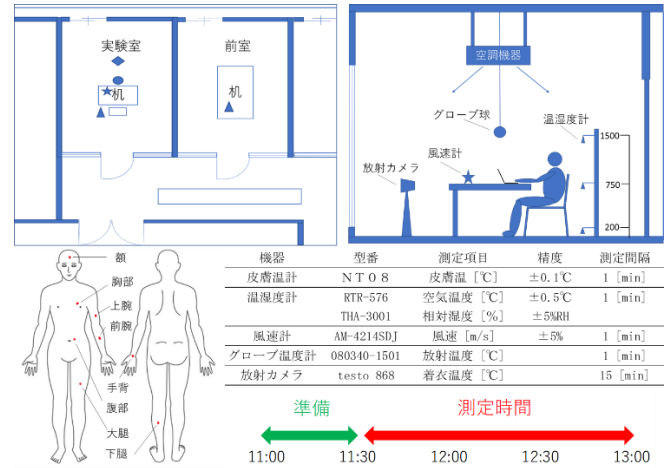 実験室
机
前室
机
空調機器
グローブ球
温湿度計
風速計
放射カメラ
1500
750
200
額
胸部
上腕
前腕
手背
腹部
大腿
下腿
機器 型番 測定項目 精度 測定間隔
皮膚温計 NT08 皮膚温 [℃] ±0.1℃ 1 [min]
温湿度計 RTR-576 空気温度 [℃] ±0.5℃ 1 [min]
THA-3001 相対湿度 [%] ±5%RH
風速計 AM-4214SDJ 風速 [m/s] ±5% 1 [min]
グローブ温度計 080340-1501 放射温度 [℃] 1 [min]
放射カメラ testo 868 着衣温度 [℃] 15 [min]
準備 測定時間
11:00 11:30 12:00 12:30 13:00